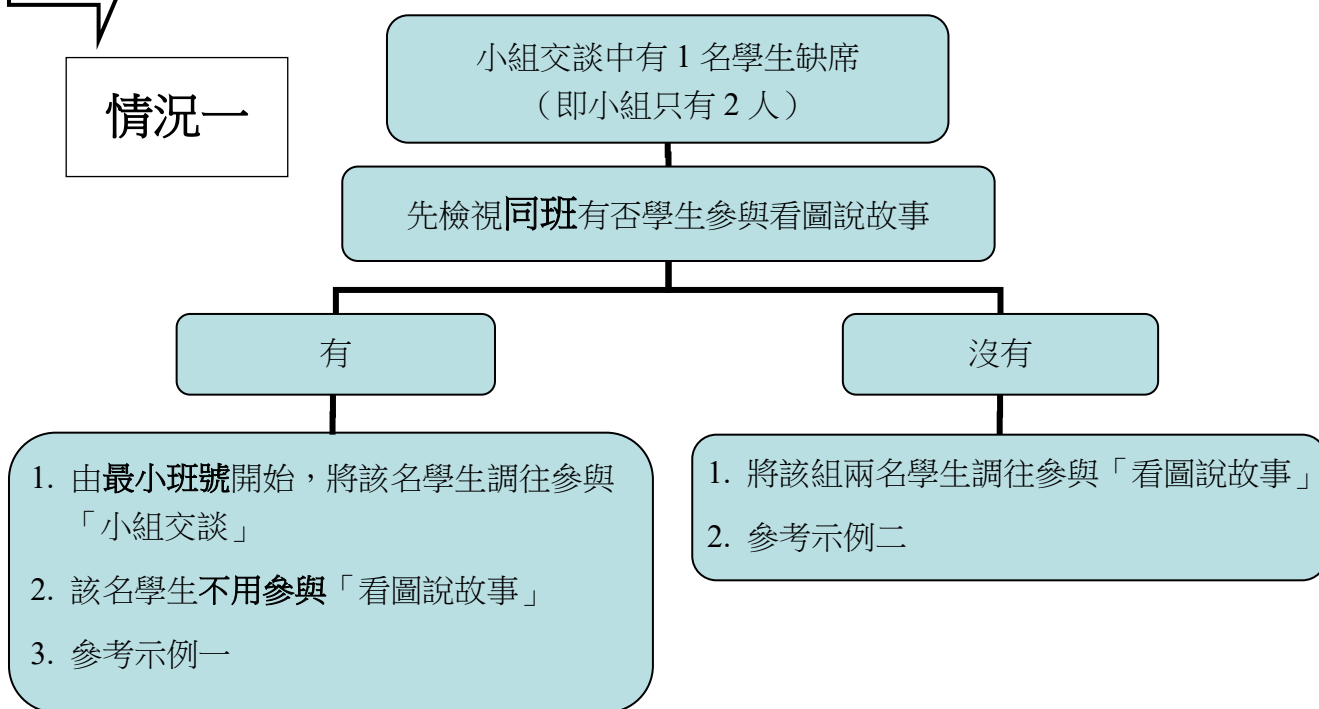 情況一
小組交談中有 1 名學生缺席
（即小組只有 2 人）
先檢視同班有否學生參與看圖說故事
有
沒有
1. 由最小班號開始，將該名學生調往參與
「小組交談」
2. 該名學生不用參與「看圖說故事」
3. 參考示例一
1. 將該組兩名學生調往參與「看圖說故事」
2. 參考示例二